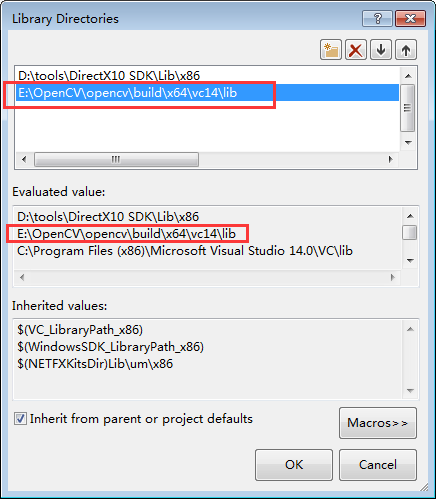 Library Directories
D:\tools\DirectX10 SDK\Lib\x86
E:\OpenCV\opencv\build\x64\vc14\lib
Evaluated value:
D:\tools\DirectX10 SDK\Lib\x86
E:\OpenCV\opencv\build\x64\vc14\lib
C:\Program Files (x86)\Microsoft Visual Studio 14.0\VC\lib
Inherited values:
$(VC_LibraryPath_x86)
$(WindowsSDK_LibraryPath_x86)
$(NETFXKitsDir)Lib\um\x86
Inherit from parent or project defaults
Macros>>
OK
Cancel